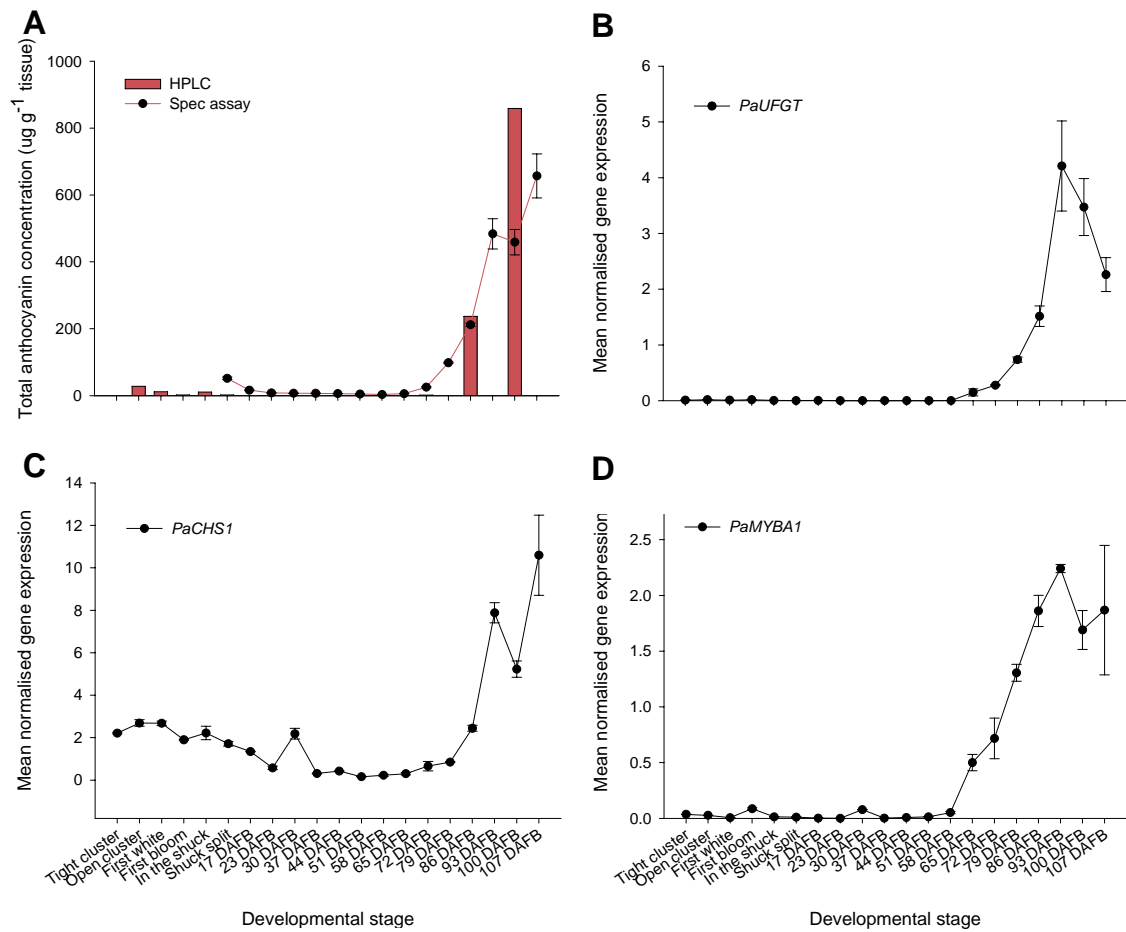 A
Total anthocyanin concentration (ug g-1 tissue)
1000
800
600
400
200
0
HPLC
Spec assay
B
Mean normalised gene expression
6
5
4
3
2
1
0
PaUFGT
C
Mean normalised gene expression
14
12
10
8
6
4
2
0
PaCHS1
Tight cluster
Open cluster
First white
First bloom
In the shuck
Shuck split
17 DAFB
23 DAFB
30 DAFB
37 DAFB
44 DAFB
51 DAFB
58 DAFB
65 DAFB
72 DAFB
79 DAFB
86 DAFB
93 DAFB
100 DAFB
107 DAFB
Developmental stage
D
Mean normalised gene expression
2.5
2.0
1.5
1.0
0.5
0.0
PaMYBA1
Tight cluster
Open cluster
First white
First bloom
In the shuck
Shuck split
17 DAFB
23 DAFB
30 DAFB
37 DAFB
44 DAFB
51 DAFB
58 DAFB
65 DAFB
72 DAFB
79 DAFB
86 DAFB
93 DAFB
100 DAFB
107 DAFB
Developmental stage